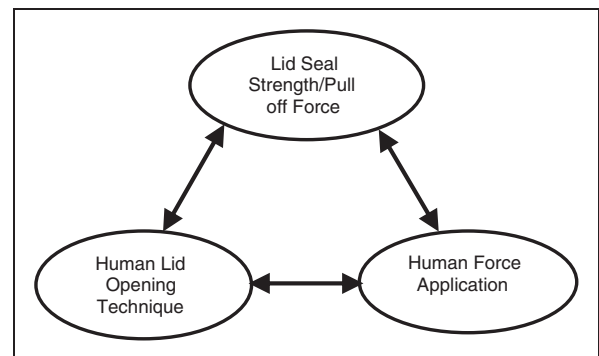 Lid Seal
Strength/Pull
off Force
Human Lid
Opening
Technique
Human Force
Application